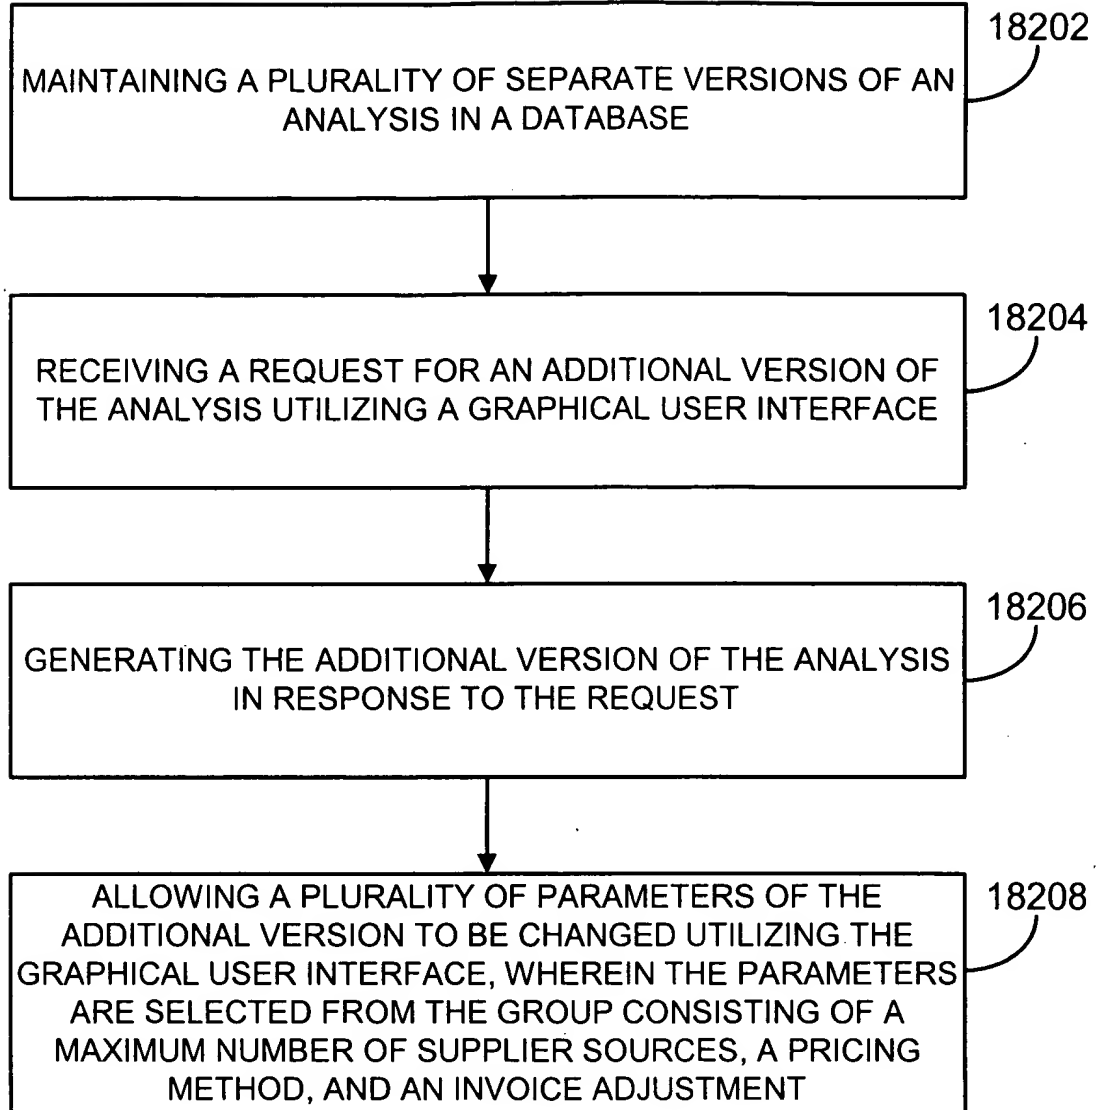 18202
MAINTAINING A PLURALITY OF SEPARATE VERSIONS OF AN
ANALYSIS IN A DATABASE
18204
RECEIVING A REQUEST FOR AN ADDITIONAL VERSION OF
THE ANALYSIS UTILIZING A GRAPHICAL USER INTERFACE
18206
GENERATING THE ADDITIONAL VERSION OF THE ANALYSIS
IN RESPONSE TO THE REQUEST
18208
ALLOWING A PLURALITY OF PARAMETERS OF THE
ADDITIONAL VERSION TO BE CHANGED UTILIZING THE
GRAPHICAL USER INTERFACE, WHEREIN THE PARAMETERS
ARE SELECTED FROM THE GROUP CONSISTING OF A
MAXIMUM NUMBER OF SUPPLIER SOURCES, A PRICING
METHOD, AND AN INVOICE ADJUSTMENT